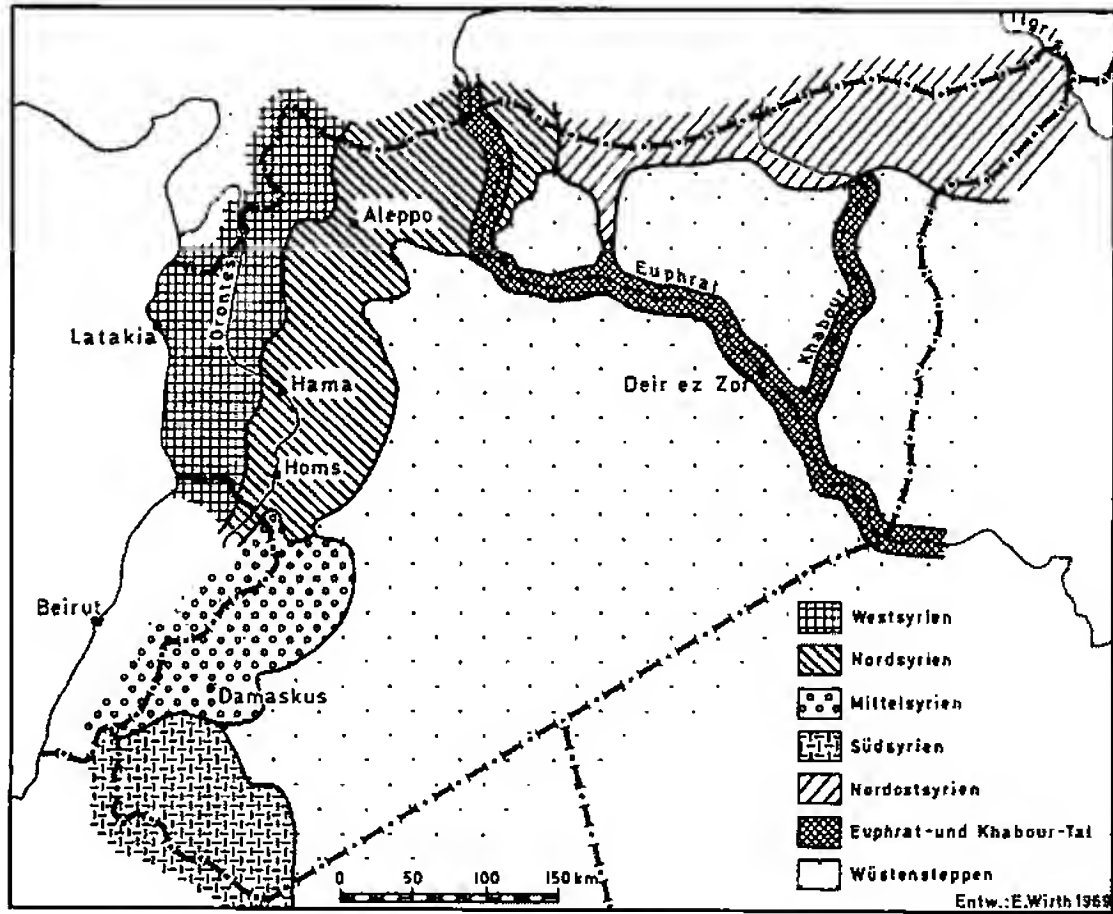 Tigris
Aleppo
Orontes
Euphrat
Latakia
Khabour
Hama
Deir ez Zor
Homs
Beirut
Damaskus
Westsyrien
Nordsyrien
Mittelsyrien
Südsyrien
Nordostsyrien
Euphrat-und Khabour-Tal
Wüstensteppen
0 50 100 150 km
Entw.:E.Wirth 1969